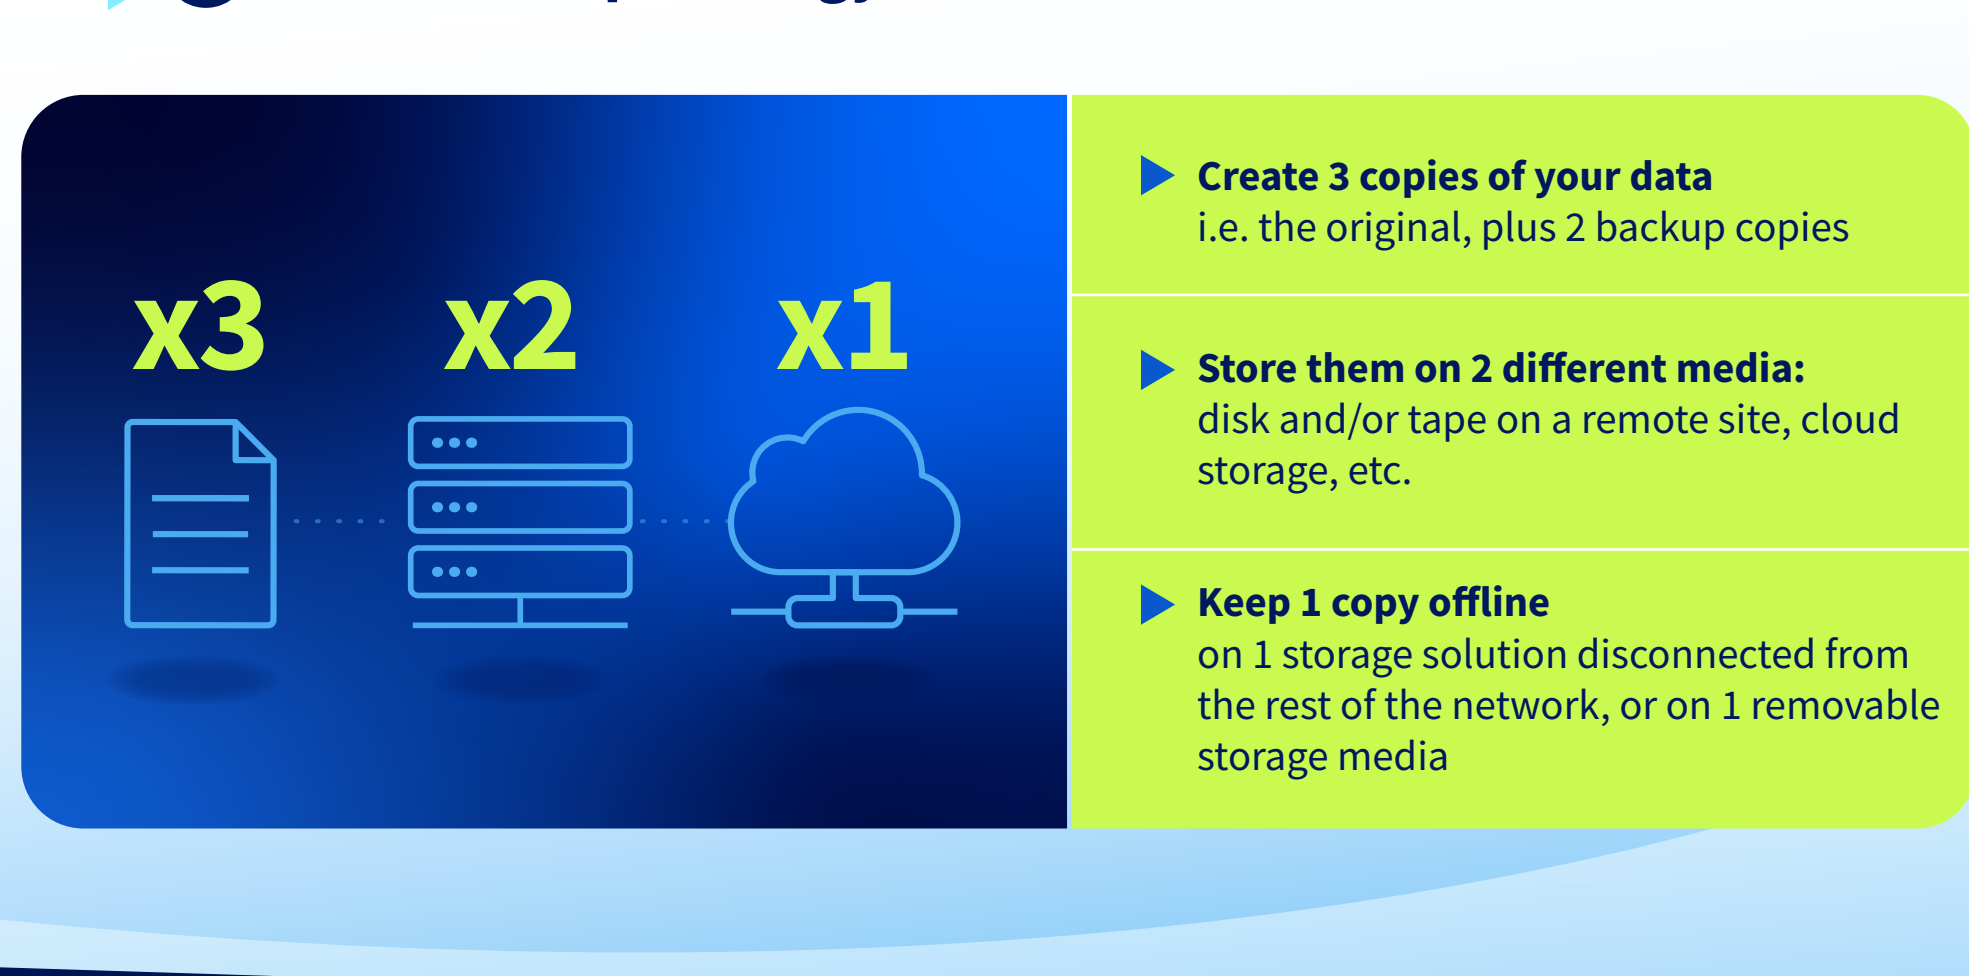 x3
x2
x1
Create 3 copies of your data
i.e. the original, plus 2 backup copies
Store them on 2 different media:
disk and/or tape on a remote site, cloud
storage, etc.
Keep 1 copy offline
on 1 storage solution disconnected from
the rest of the network, or on 1 removable
storage media